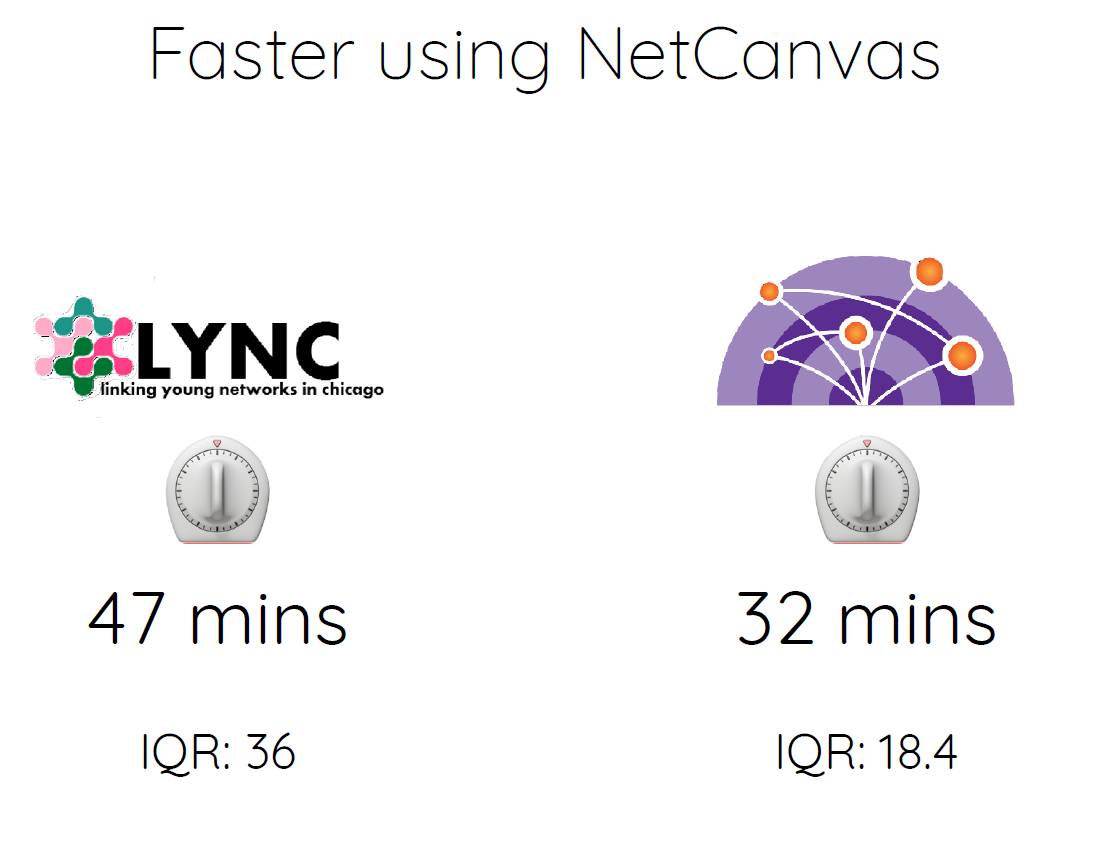 Faster using NetCanvas
LYNC
linking young networks in chicago
47 mins
32 mins
IQR: 36
IQR: 18.4